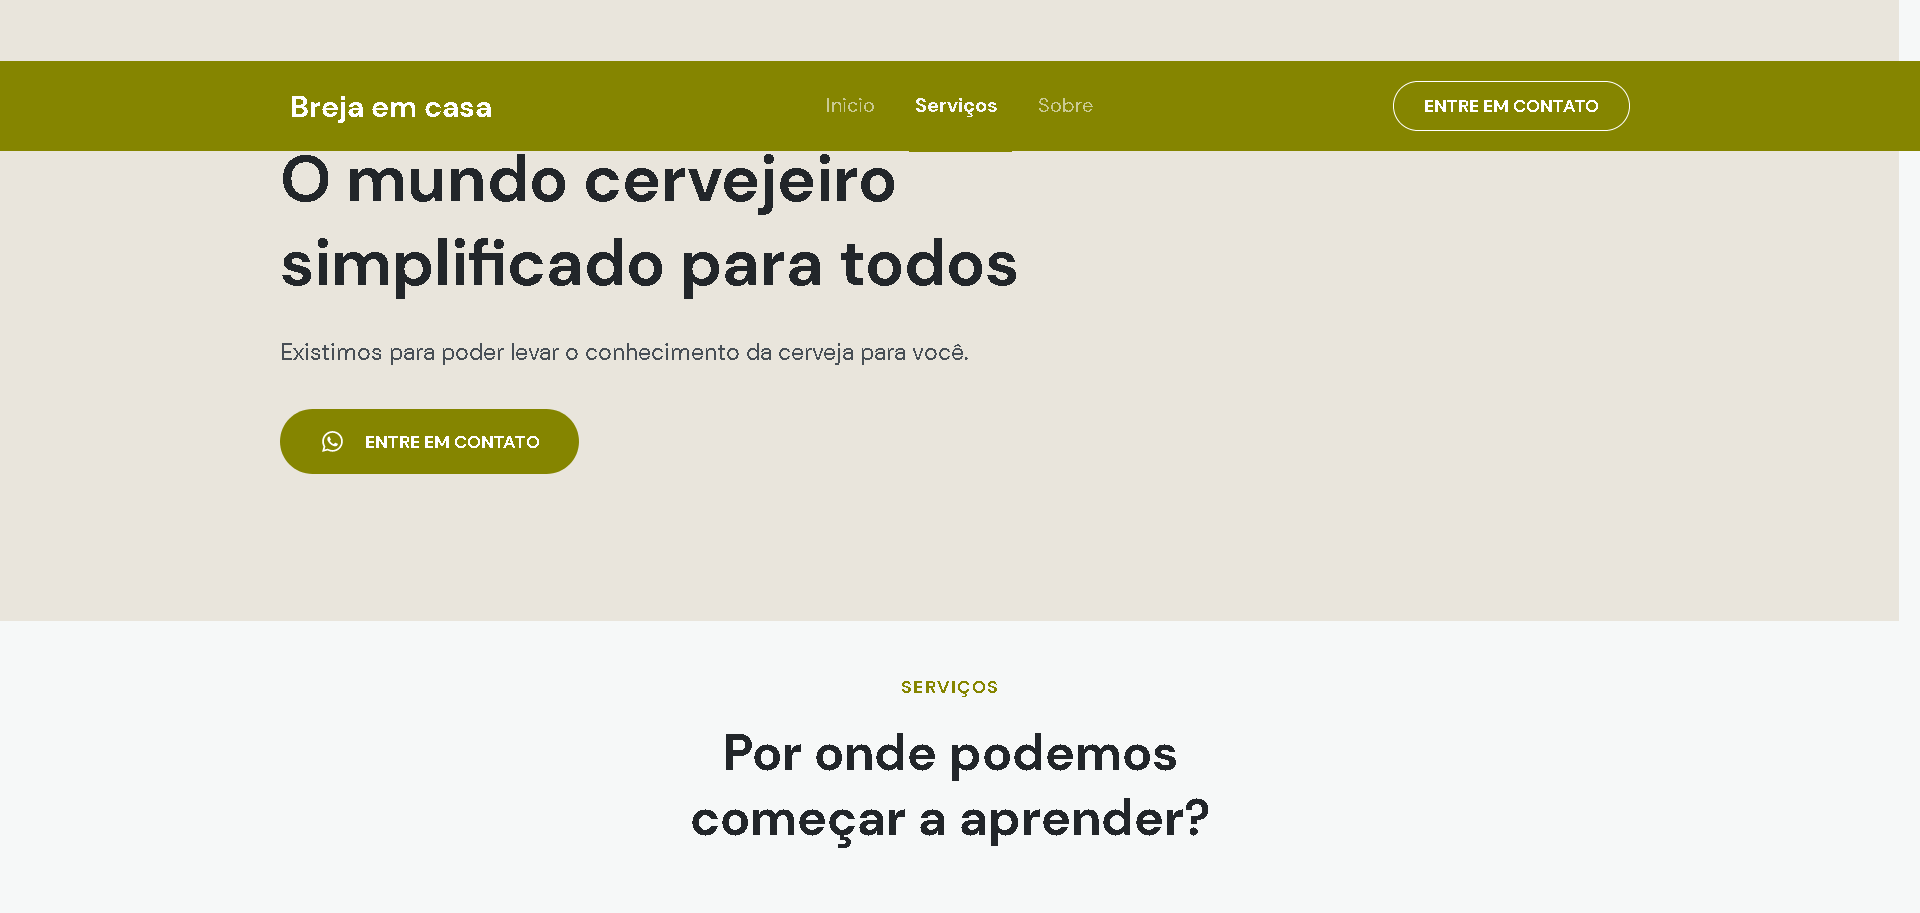 Breja em casa
Inicio Serviços Sobre
ENTRE EM CONTATO
O mundo cervejeiro
simplificado para todos
Existimos para poder levar o conhecimento da cerveja para você.
ENTRE EM CONTATO
SERVIÇOS
Por onde podemos
começar a aprender?